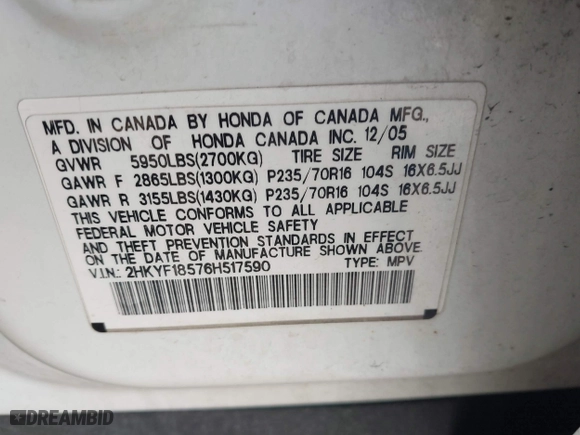 MFD. IN CANADA BY HONDA OF CANADA MFG.,
A DIVISION OF HONDA CANADA INC. 12/05
GVWR 5950LBS(2700KG) TIRE SIZE RIM SIZE
GAWR F 2865LBS(1300KG) P235/70R16 104S 16X6.5JJ
GAWR R 3155LBS(1430KG) P235/70R16 104S 16X6.5JJ
THIS VEHICLE CONFORMS TO ALL APPLICABLE
FEDERAL MOTOR VEHICLE SAFETY
AND THEFT PREVENTION STANDARDS IN EFFECT
ON THE DATE OF MANUFACTURE SHOWN ABOVE.
V.I.N.: 2HKYF18576H517590 TYPE: MPV
DREAMBID